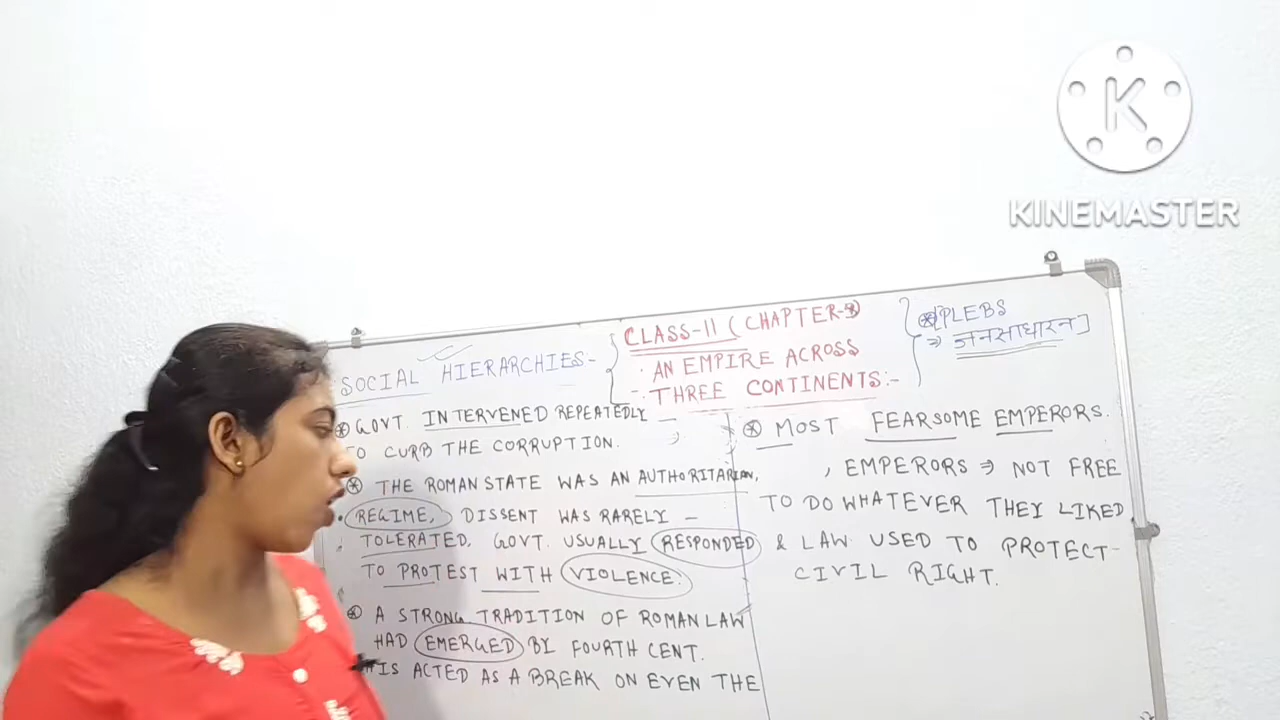 K
KINEMASTER
SOCIAL HIERARCHIES:-
CLASS-11 (CHAPTER-
AN EMPIRE ACROSS
THREE CONTINENTS:-
PLEBS
⇒ जनसाधारन]
* GOVT. INTERVENED REPEATEDLY —
TO CURB THE CORRUPTION.
* THE ROMAN STATE WAS AN AUTHORITARIAN,
REGIME, DISSENT WAS RARELY —
TOLERATED, GOVT. USUALLY RESPONDED
TO PROTEST WITH VIOLENCE.
* A STRONG TRADITION OF ROMAN LAW
HAD EMERGED BY FOURTH CENT.
ACTED AS A BREAK ON EVEN THE
* MOST FEARSOME EMPERORS.
, EMPERORS ⇒ NOT FREE
TO DO WHATEVER THEY LIKED
& LAW USED TO PROTECT-
CIVIL RIGHT.